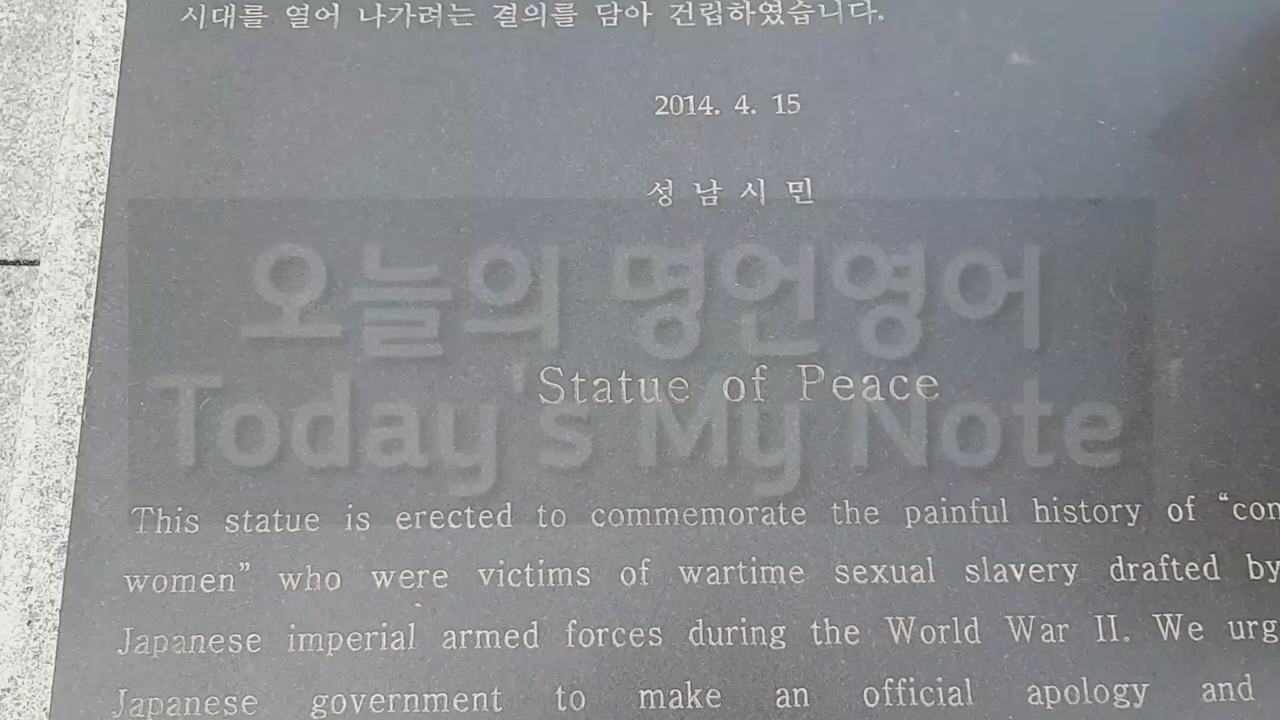 시대를 열어 나가려는 결의를 담아 건립하였습니다.
2014. 4. 15
성 남 시 민
오늘의 명언영어
Statue of Peace
Today's My Note
This statue is erected to commemorate the painful history of “con
women” who were victims of wartime sexual slavery drafted by
Japanese imperial armed forces during the World War II. We urg
Japanese government to make an official apology and